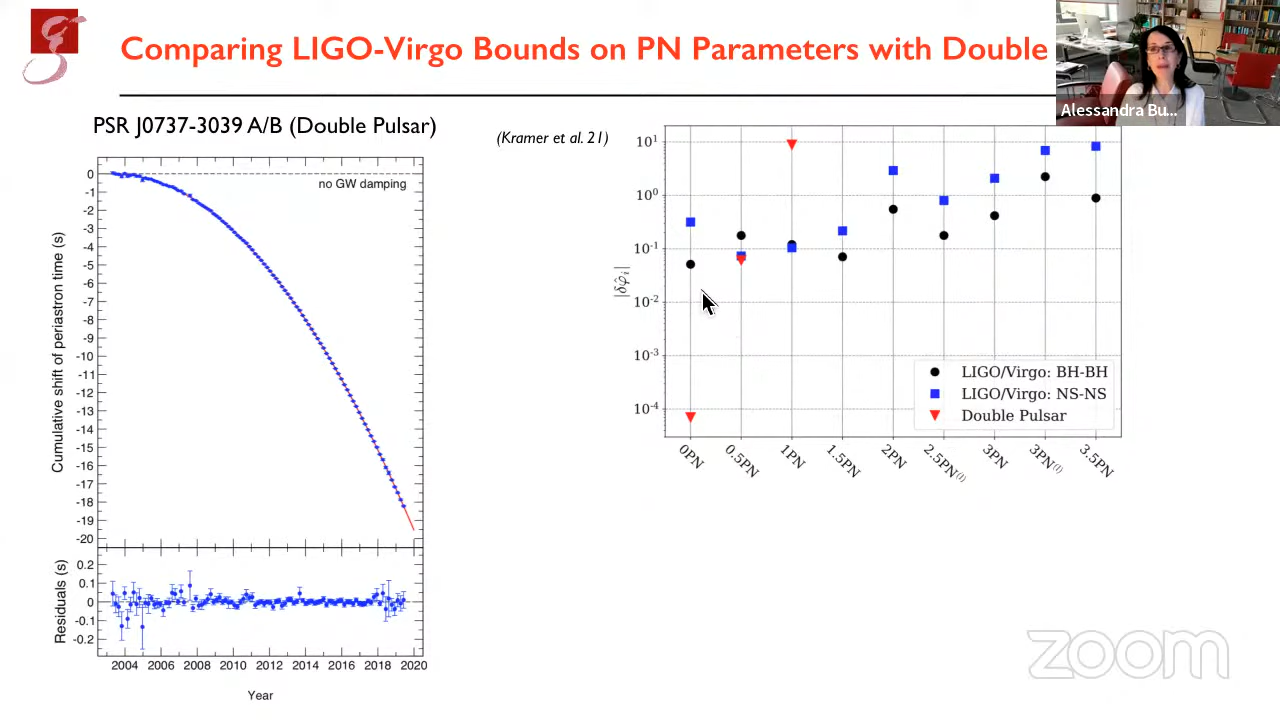 Comparing LIGO-Virgo Bounds on PN Parameters with Double
Alessandra Bu...
PSR J0737-3039 A/B (Double Pulsar)
(Kramer et al. 21)
no GW damping
Cumulative shift of periastron time (s)
0
-1
-2
-3
-4
-5
-6
-7
-8
-9
-10
-11
-12
-13
-14
-15
-16
-17
-18
-19
-20
Residuals (s)
0.2
0.1
0
-0.1
-0.2
2004 2006 2008 2010 2012 2014 2016 2018 2020
Year
|δφ̂ᵢ|
10¹
10⁰
10⁻¹
10⁻²
10⁻³
10⁻⁴
LIGO/Virgo: BH-BH
LIGO/Virgo: NS-NS
Double Pulsar
0PN 0.5PN 1PN 1.5PN 2PN 2.5PN⁽ˡ⁾ 3PN 3PN⁽ˡ⁾ 3.5PN
zoom